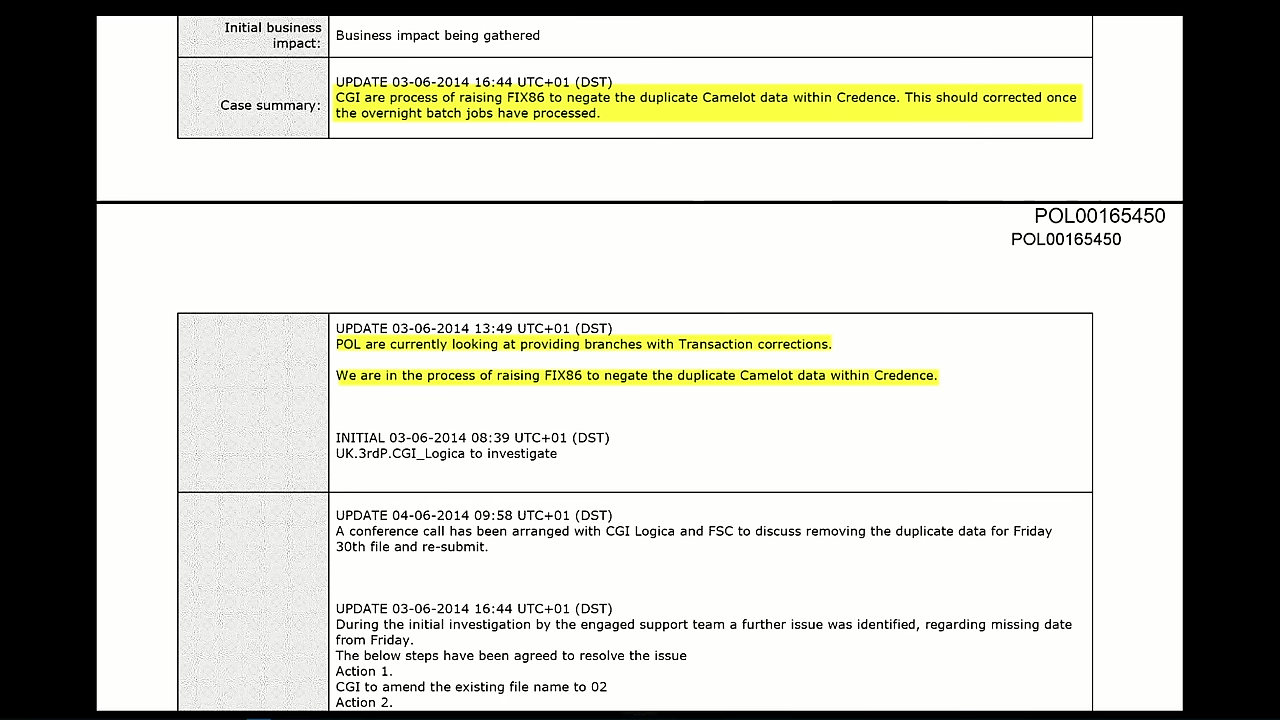 Initial business
impact:
Business impact being gathered
Case summary:
UPDATE 03-06-2014 16:44 UTC+01 (DST)
CGI are process of raising FIX86 to negate the duplicate Camelot data within Credence. This should corrected once
the overnight batch jobs have processed.
POL00165450
POL00165450
UPDATE 03-06-2014 13:49 UTC+01 (DST)
POL are currently looking at providing branches with Transaction corrections.
We are in the process of raising FIX86 to negate the duplicate Camelot data within Credence.
INITIAL 03-06-2014 08:39 UTC+01 (DST)
UK.3rdP.CGI_Logica to investigate
UPDATE 04-06-2014 09:58 UTC+01 (DST)
A conference call has been arranged with CGI Logica and FSC to discuss removing the duplicate data for Friday
30th file and re-submit.
UPDATE 03-06-2014 16:44 UTC+01 (DST)
During the initial investigation by the engaged support team a further issue was identified, regarding missing date
from Friday.
The below steps have been agreed to resolve the issue
Action 1.
CGI to amend the existing file name to 02
Action 2.